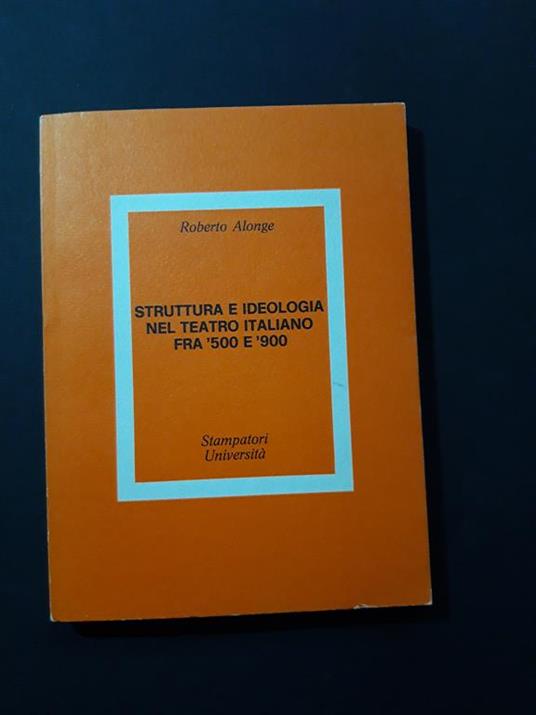 Roberto Alonge
STRUTTURA E IDEOLOGIA
NEL TEATRO ITALIANO
FRA '500 E '900
Stampatori
Università